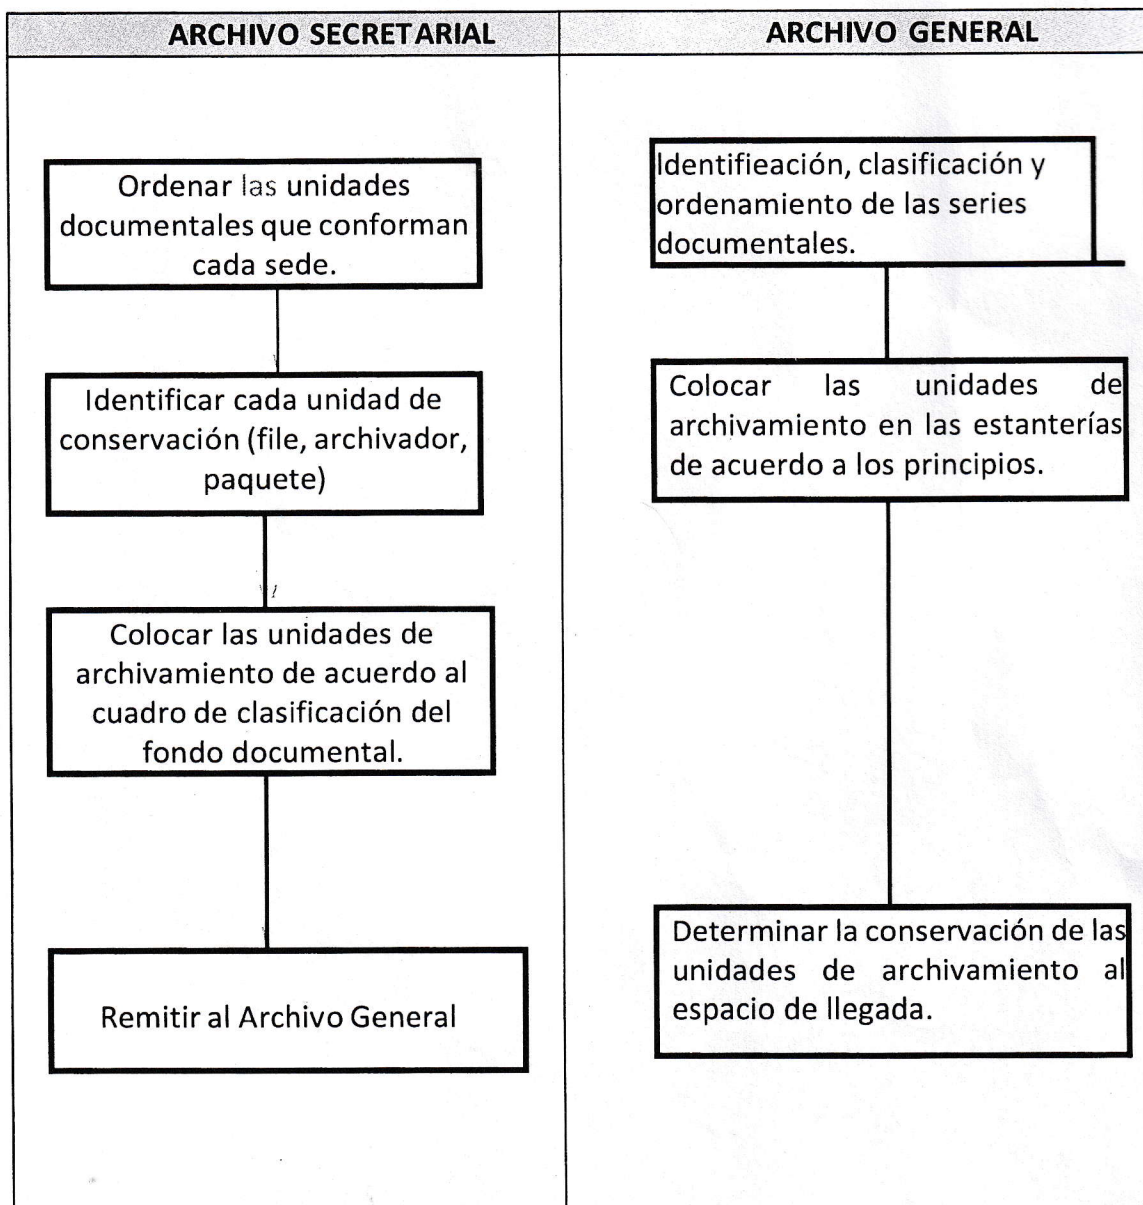 ARCHIVO SECRETARIAL
ARCHIVO GENERAL
Ordenar las unidades
documentales que conforman
cada sede.
Identificar cada unidad de
conservación (file, archivador,
paquete)
Colocar las unidades de
archivamiento de acuerdo al
cuadro de clasificación del
fondo documental.
Remitir al Archivo General
Identifieación, clasificación y
ordenamiento de las series
documentales.
Colocar las unidades de
archivamiento en las estanterías
de acuerdo a los principios.
Determinar la conservación de las
unidades de archivamiento al
espacio de llegada.